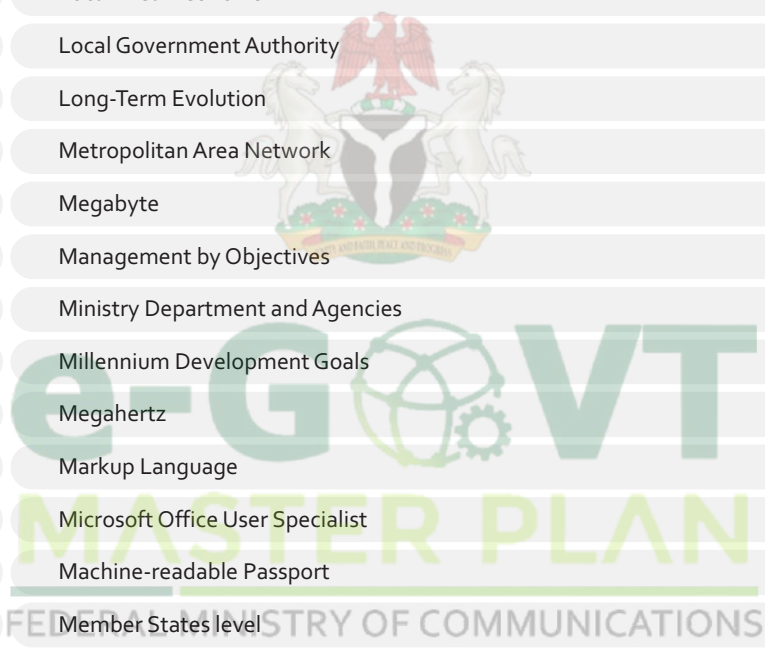 Local Government Authority
Long-Term Evolution
Metropolitan Area Network
Megabyte
Management by Objectives
Ministry Department and Agencies
Millennium Development Goals
Megahertz
Markup Language
Microsoft Office User Specialist
Machine-readable Passport
Member States level
e-GOVT
MASTER PLAN
FEDERAL MINISTRY OF COMMUNICATIONS